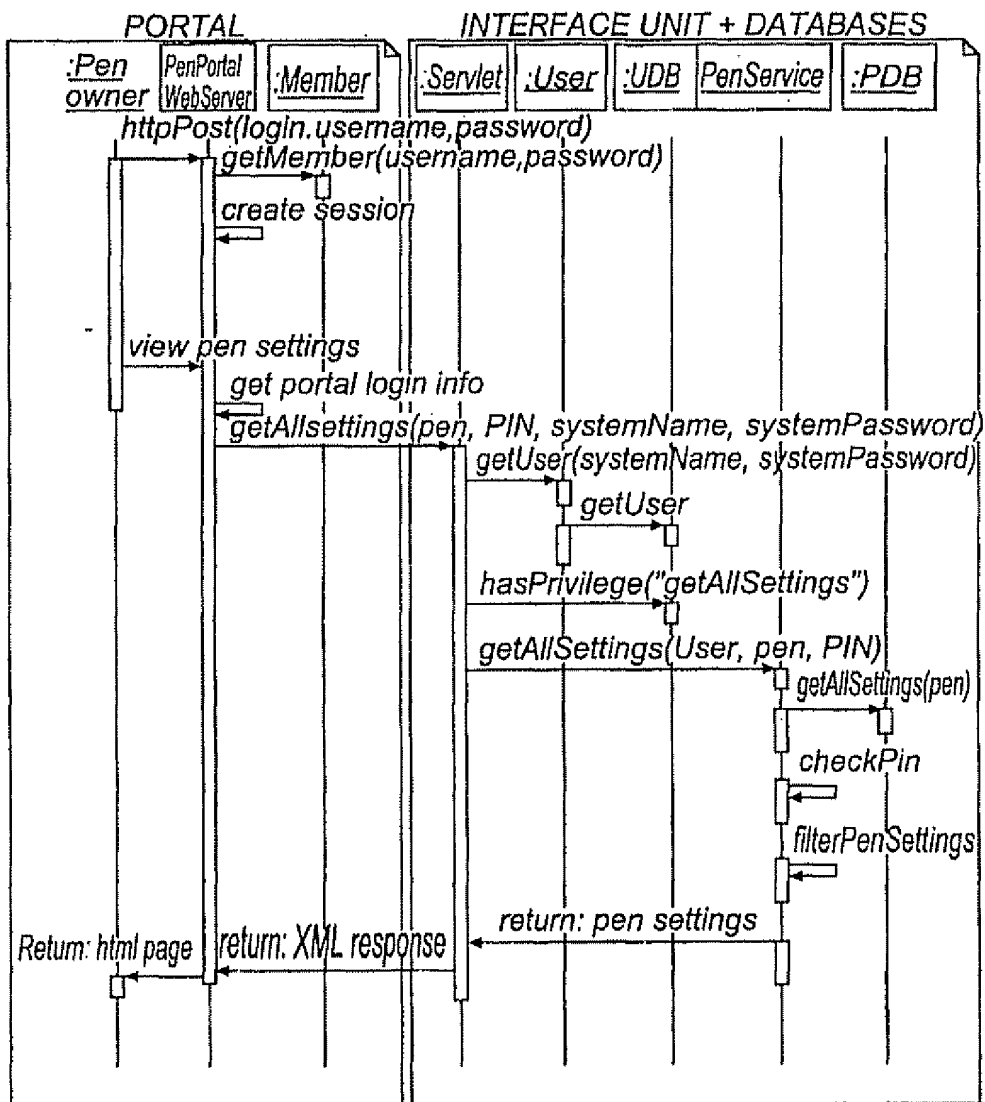 PORTAL
INTERFACE UNIT + DATABASES
:Pen
owner
PenPortal
WebServer
:Member
:Servlet
:User
:UDB
PenService
:PDB
httpPost(login.username,password)
getMember(username,password)
create session
view pen settings
get portal login info
getAllsettings(pen, PIN, systemName, systemPassword)
getUser(systemName, systemPassword)
getUser
hasPrivilege("getAllSettings")
getAllSettings(User, pen, PIN)
getAllSettings(pen)
checkPin
filterPenSettings
return: pen settings
return: XML response
Return: html page